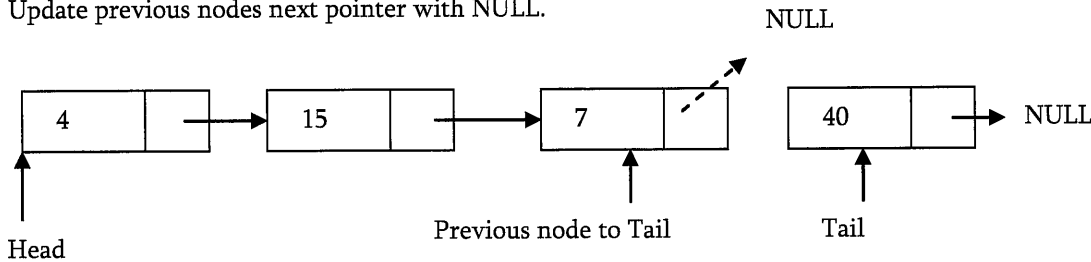 Update previous nodes next pointer with NULL.
NULL
4 15 7 40 NULL
Previous node to Tail Tail
Head